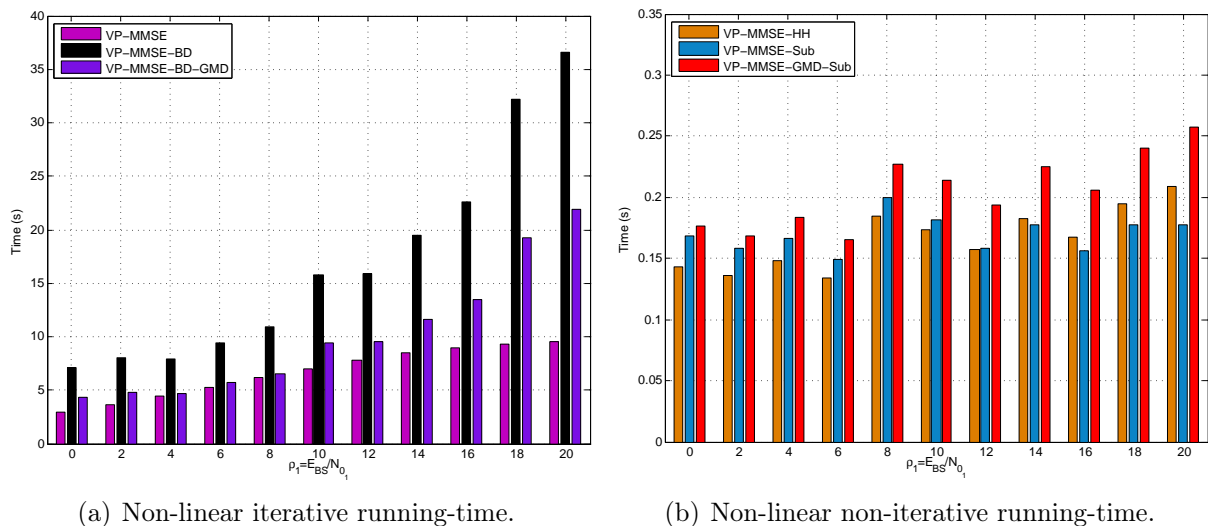 VP−MMSE
VP−MMSE−BD
VP−MMSE−BD−GMD
Time (s)
40
35
30
25
20
15
10
5
0
0 2 4 6 8 10 12 14 16 18 20
ρ1=EBS/N01
(a) Non-linear iterative running-time.
VP−MMSE−HH
VP−MMSE−Sub
VP−MMSE−GMD−Sub
Time (s)
0.35
0.3
0.25
0.2
0.15
0.1
0.05
0
0 2 4 6 8 10 12 14 16 18 20
ρ1=EBS/N01
(b) Non-linear non-iterative running-time.